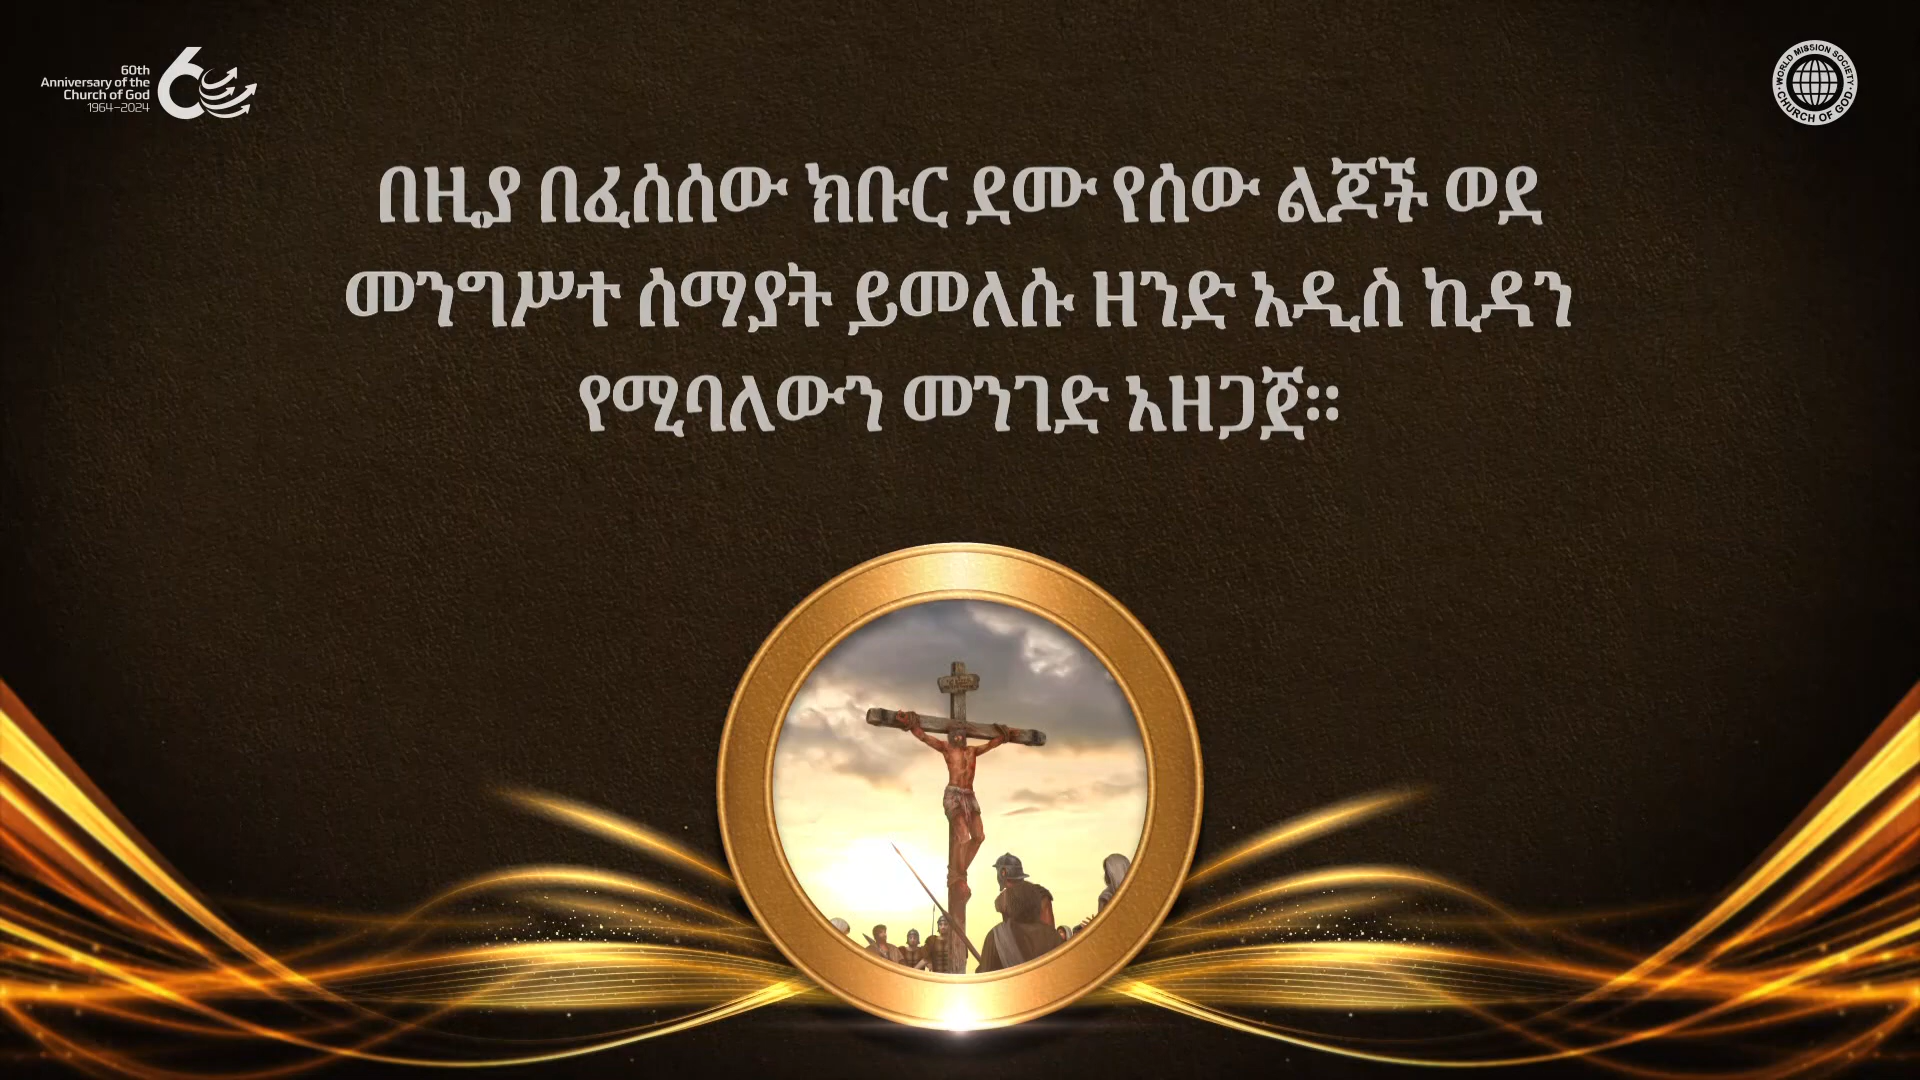 60th
Anniversary of the
Church of God
1964–2024
60
WORLD MISSION SOCIETY
CHURCH OF GOD
በዚያ በፈሰሰው ክቡር ደሙ የሰው ልጆች ወደ
መንግሥተ ሰማያት ይመለሱ ዘንድ አዲስ ኪዳን
የሚባለውን መንገድ አዘጋጀ።